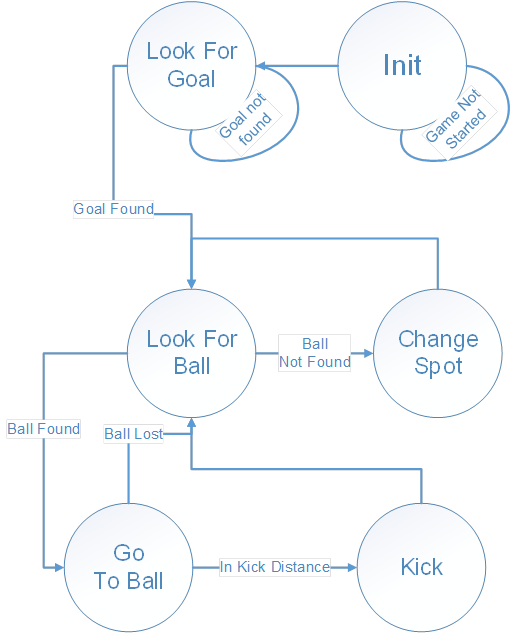 Look For
Goal
Init
Goal not
found
Game Not
Started
Goal Found
Look For
Ball
Ball
Not Found
Change
Spot
Ball Found
Ball Lost
Go
To Ball
In Kick Distance
Kick